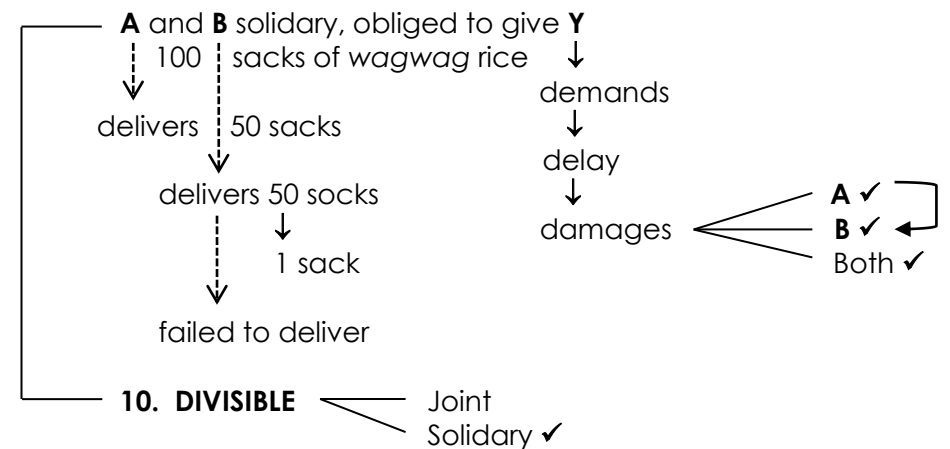 A and B solidary, obliged to give Y
100 sacks of wagwag rice
demands
delivers 50 sacks
delay
delivers 50 socks
A ✓
damages
B ✓
1 sack
Both ✓
failed to deliver
10. DIVISIBLE
Joint
Solidary ✓